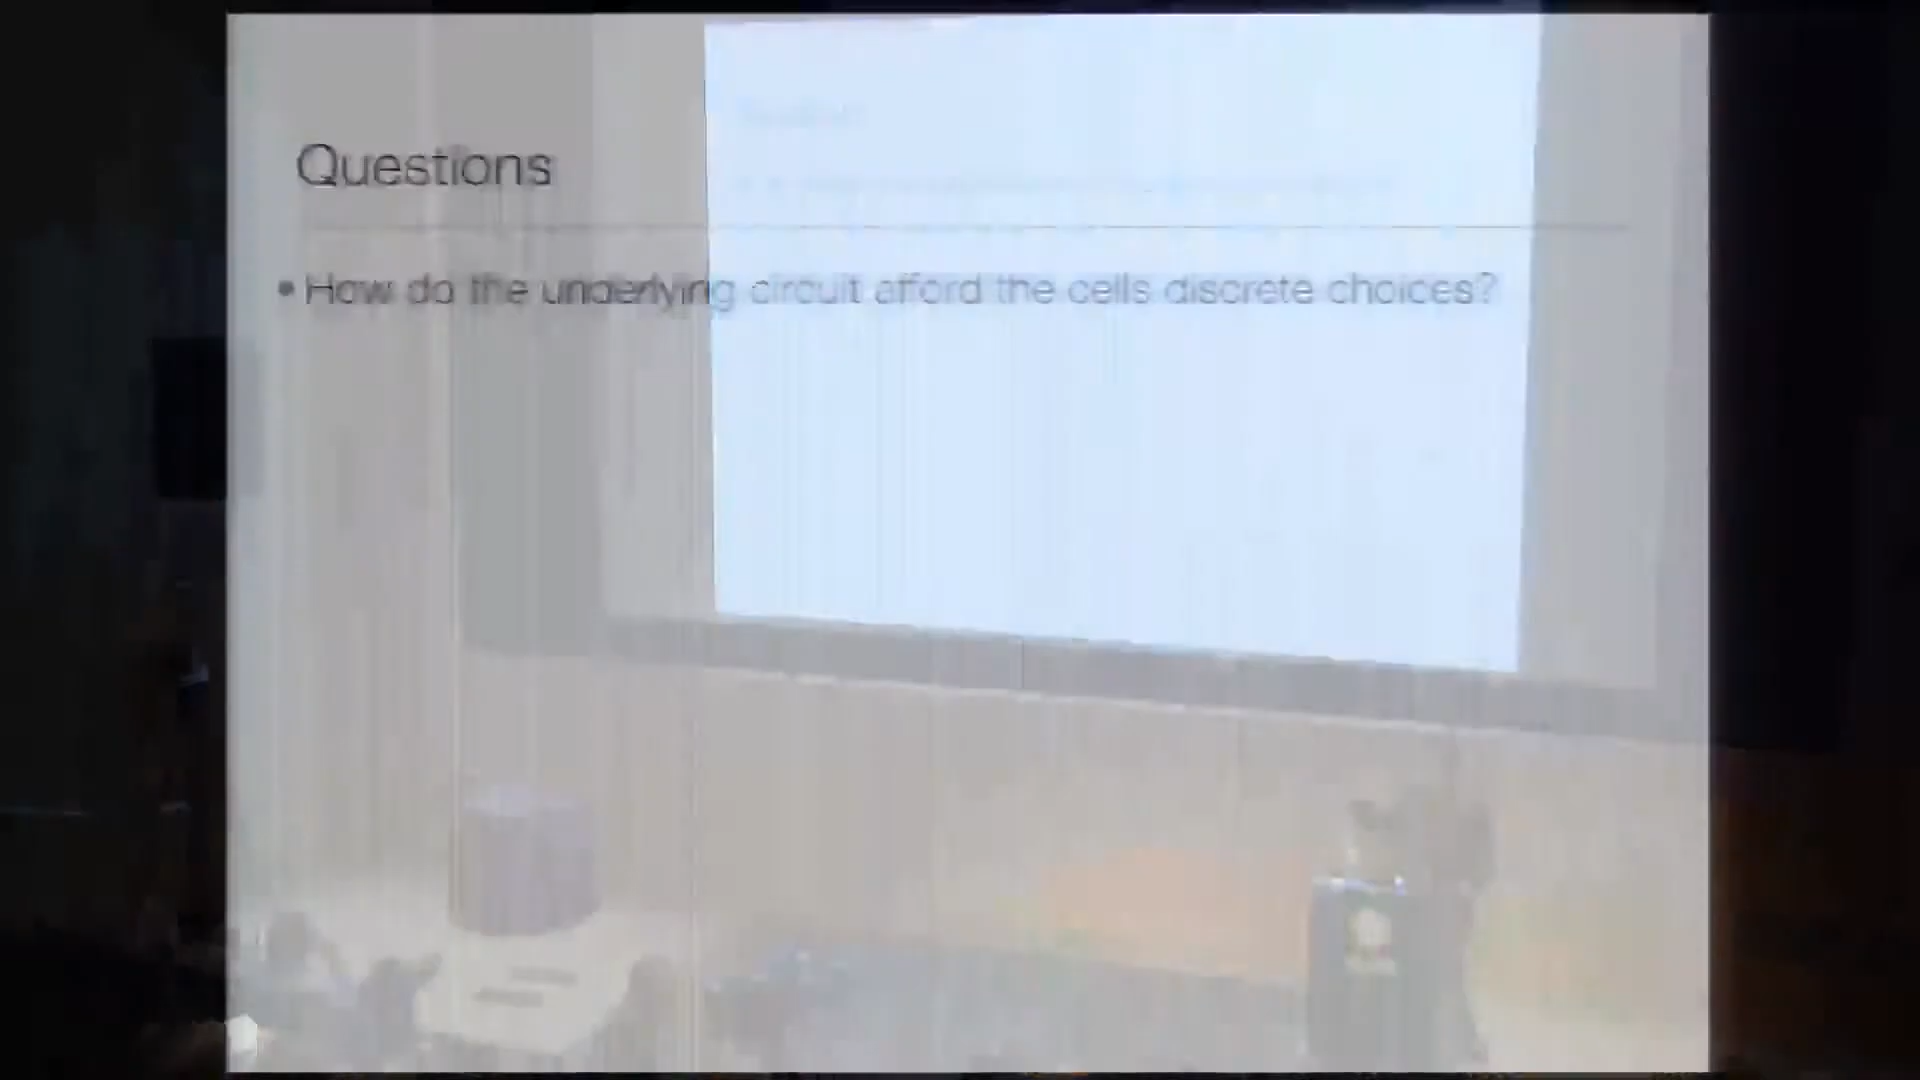 Questions
• How do the underlying circuit afford the cells discrete choices?